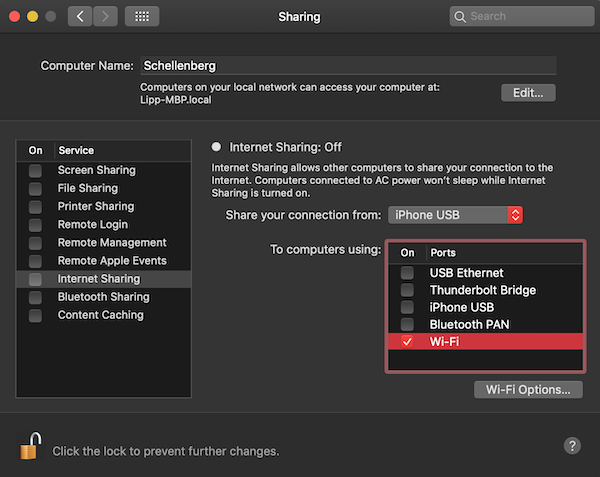 Sharing
Search
Computer Name: Schellenberg
Computers on your local network can access your computer at:
Lipp-MBP.local
Edit...
On Service
Screen Sharing
File Sharing
Printer Sharing
Remote Login
Remote Management
Remote Apple Events
Internet Sharing
Bluetooth Sharing
Content Caching
Internet Sharing: Off
Internet Sharing allows other computers to share your connection to the
Internet. Computers connected to AC power won't sleep while Internet
Sharing is turned on.
Share your connection from: iPhone USB
To computers using:
On Ports
USB Ethernet
Thunderbolt Bridge
iPhone USB
Bluetooth PAN
Wi-Fi
Wi-Fi Options...
Click the lock to prevent further changes.
?